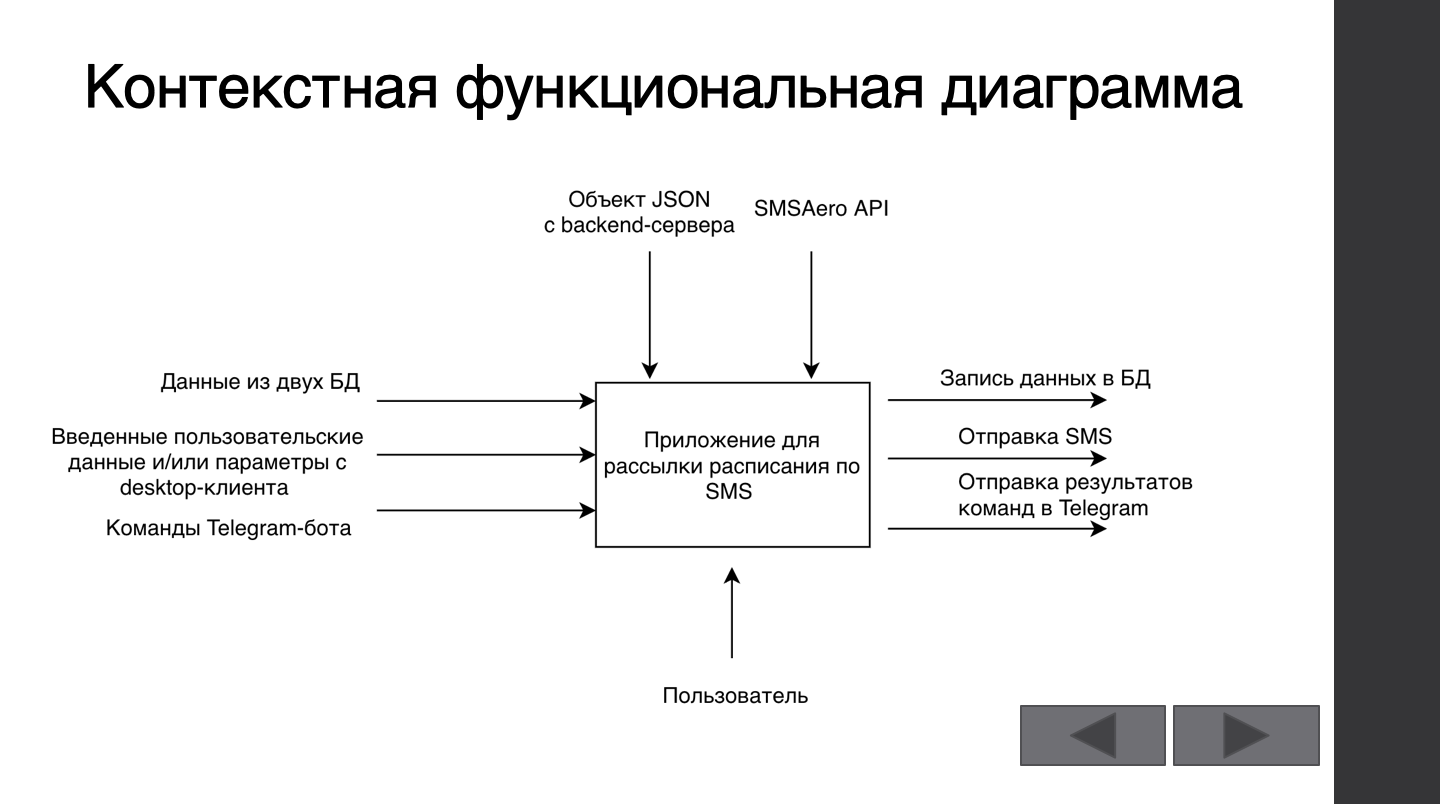 Контекстная функциональная диаграмма
Объект JSON
с backend-сервера
SMSAero API
Данные из двух БД
Введенные пользовательские
данные и/или параметры с
desktop-клиента
Команды Telegram-бота
Приложение для
рассылки расписания по
SMS
Запись данных в БД
Отправка SMS
Отправка результатов
команд в Telegram
Пользователь